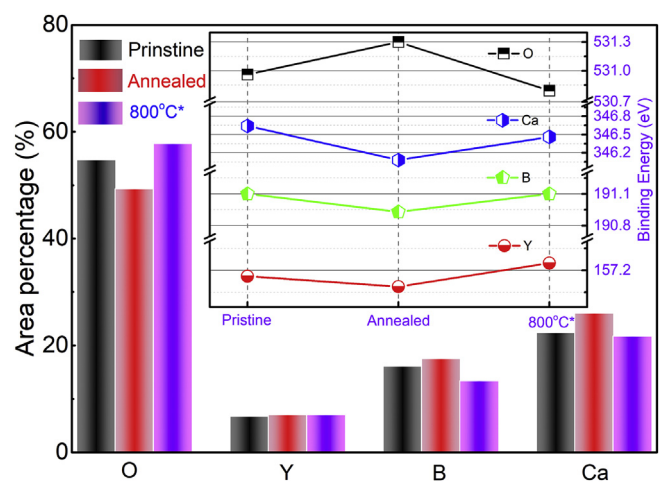 80
60
40
20
0
Area percentage (%)
Prinstine
Annealed
800°C*
O
Ca
B
Y
531.3
531.0
530.7
346.8
346.5
346.2
191.1
190.8
157.2
Binding Energy (eV)
Pristine Annealed 800°C*
O Y B Ca